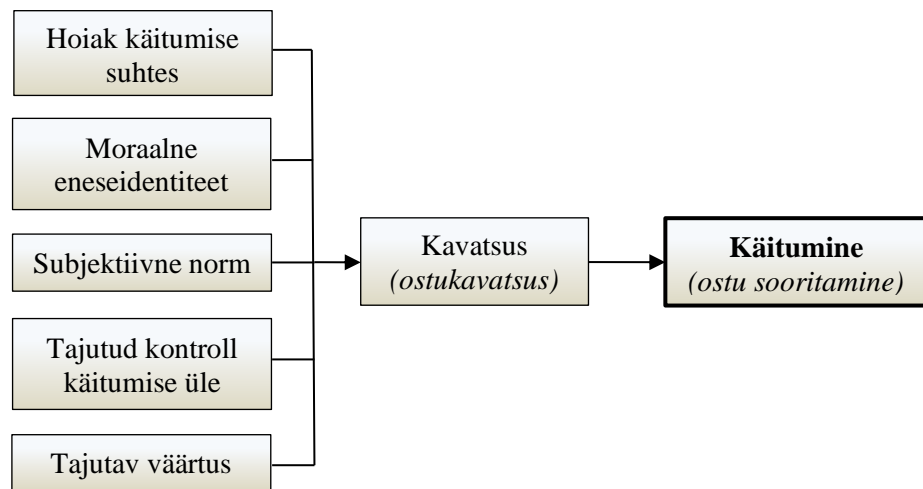 Hoiak käitumise
suhtes
Moraalne
eneseidentiteet
Subjektiivne norm
Tajutud kontroll
käitumise üle
Tajutav väärtus
Kavatsus
(ostukavatsus)
Käitumine
(ostu sooritamine)